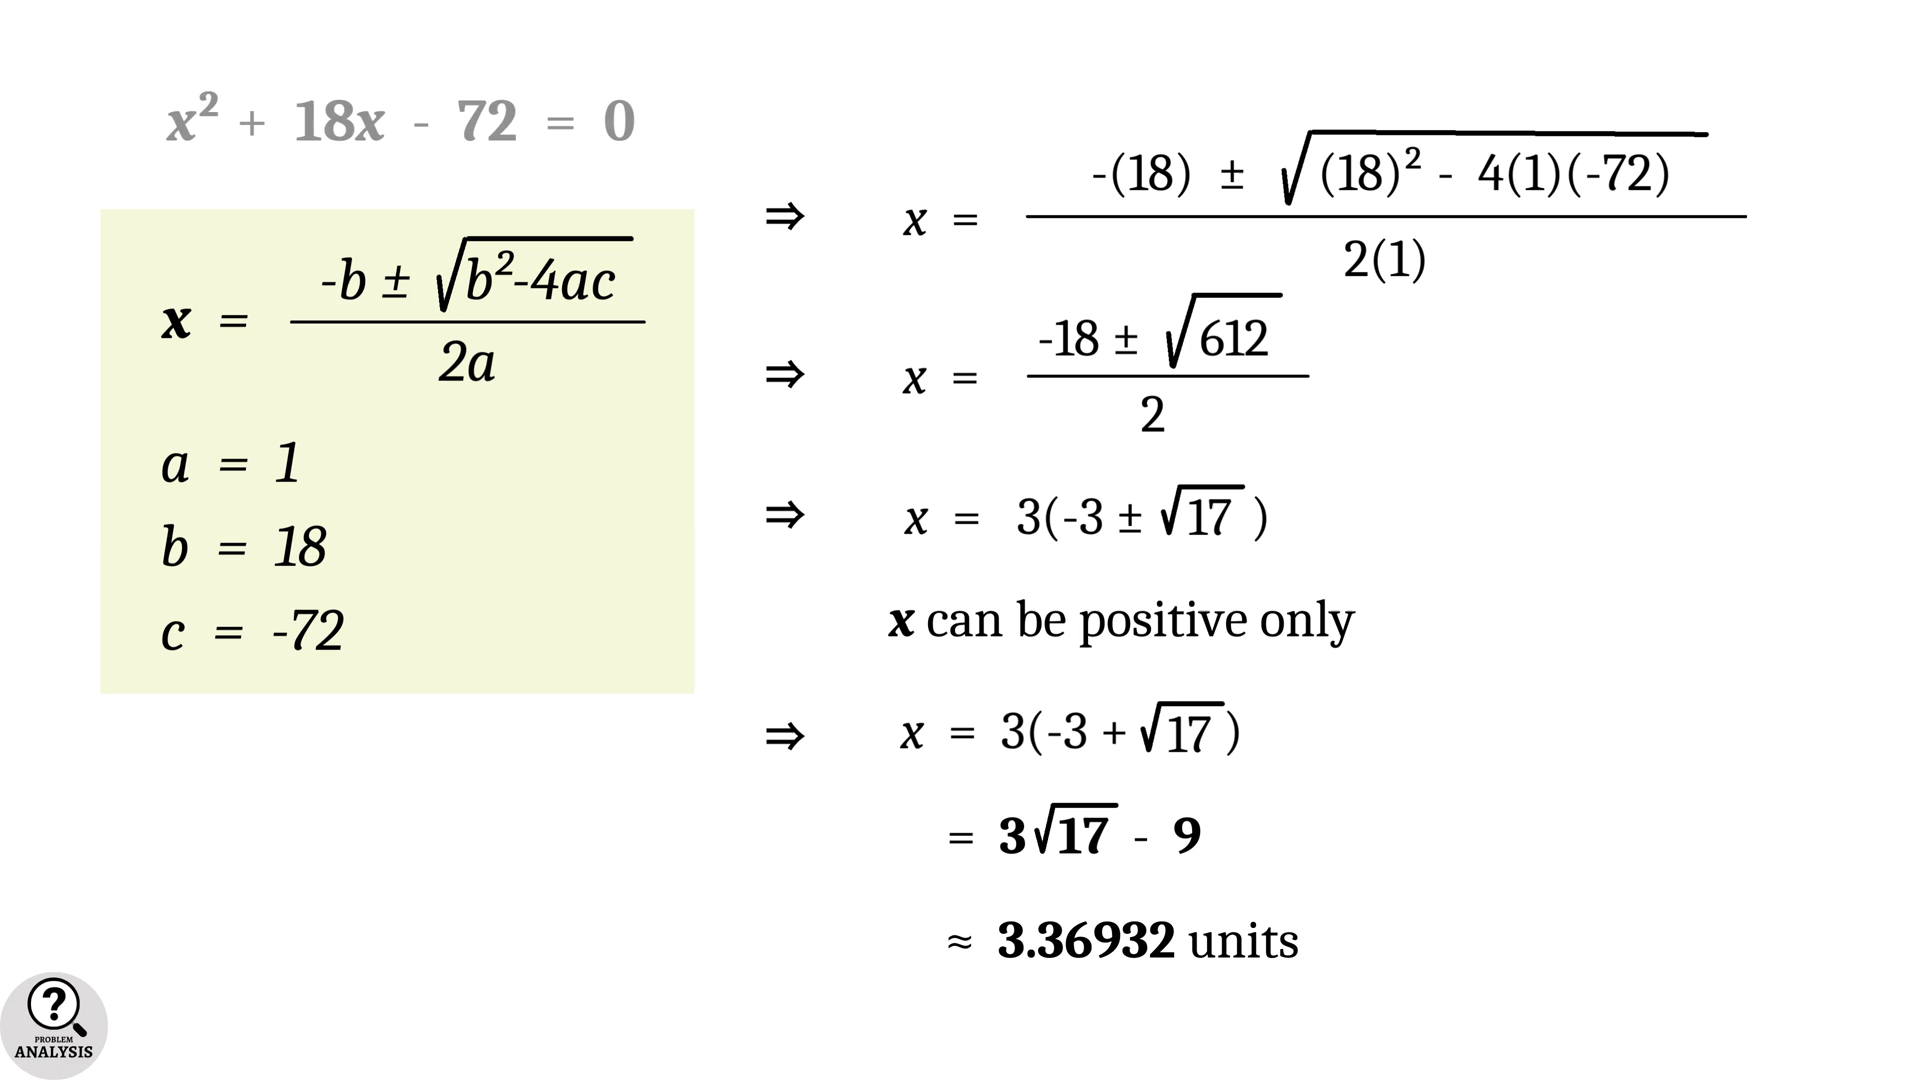 x² + 18x - 72 = 0
x = (-b ± √(b²-4ac)) / 2a
a = 1
b = 18
c = -72
⇒ x = (-(18) ± √((18)² - 4(1)(-72))) / 2(1)
⇒ x = (-18 ± √612) / 2
⇒ x = 3(-3 ± √17 )
x can be positive only
⇒ x = 3(-3 + √17 )
= 3√17 - 9
≈ 3.36932 units
?
PROBLEM
ANALYSIS